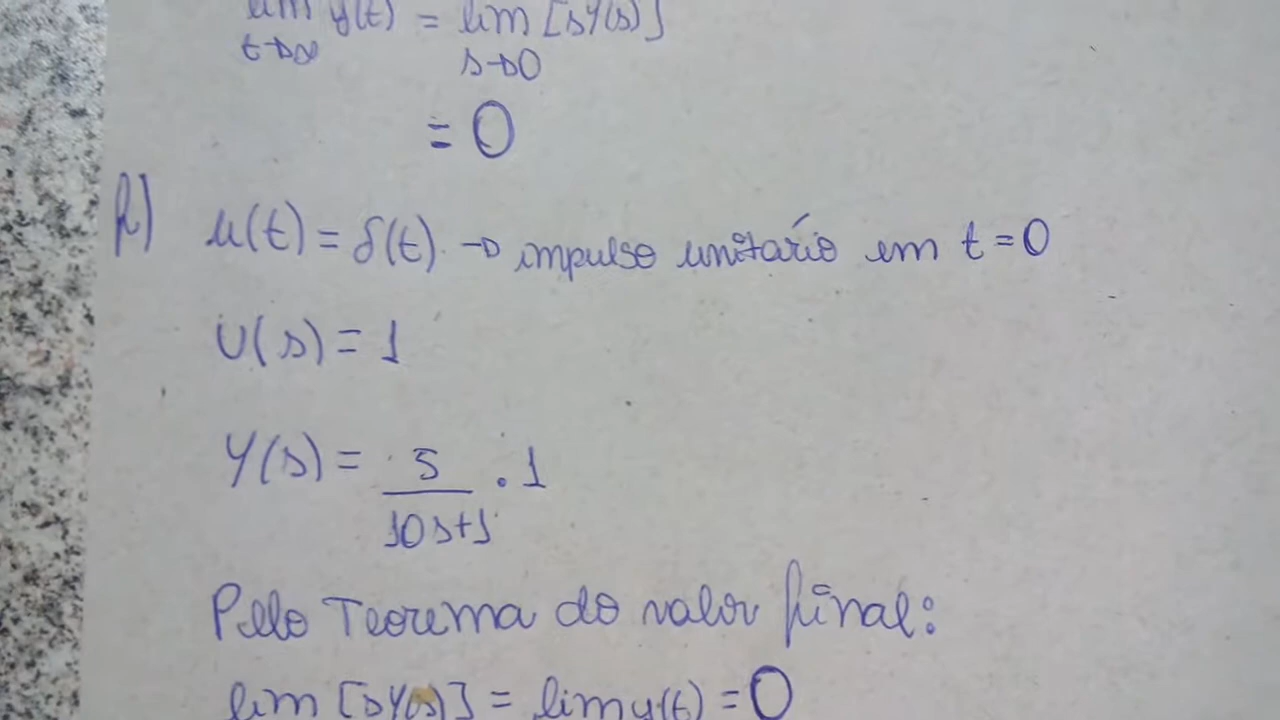 lim y(t) = lim [sY(s)]
t→∞ s→0
= 0
f) u(t) = δ(t). → impulso unitário em t = 0
U(s) = 1
Y(s) = 5 . 1
10s+1
Pelo Teorema do valor final:
lim [sY(s)] = lim y(t) = 0